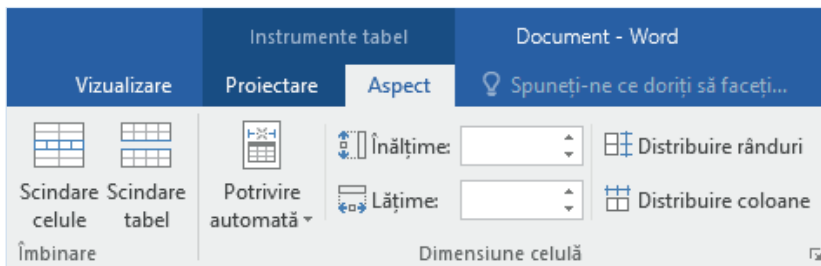 Instrumente tabel
Document - Word
Vizualizare
Proiectare
Aspect
Spuneți-ne ce doriți să faceți...
Scindare celule
Scindare tabel
Îmbinare
Potrivire automată
Înălțime:
Lățime:
Distribuire rânduri
Distribuire coloane
Dimensiune celulă